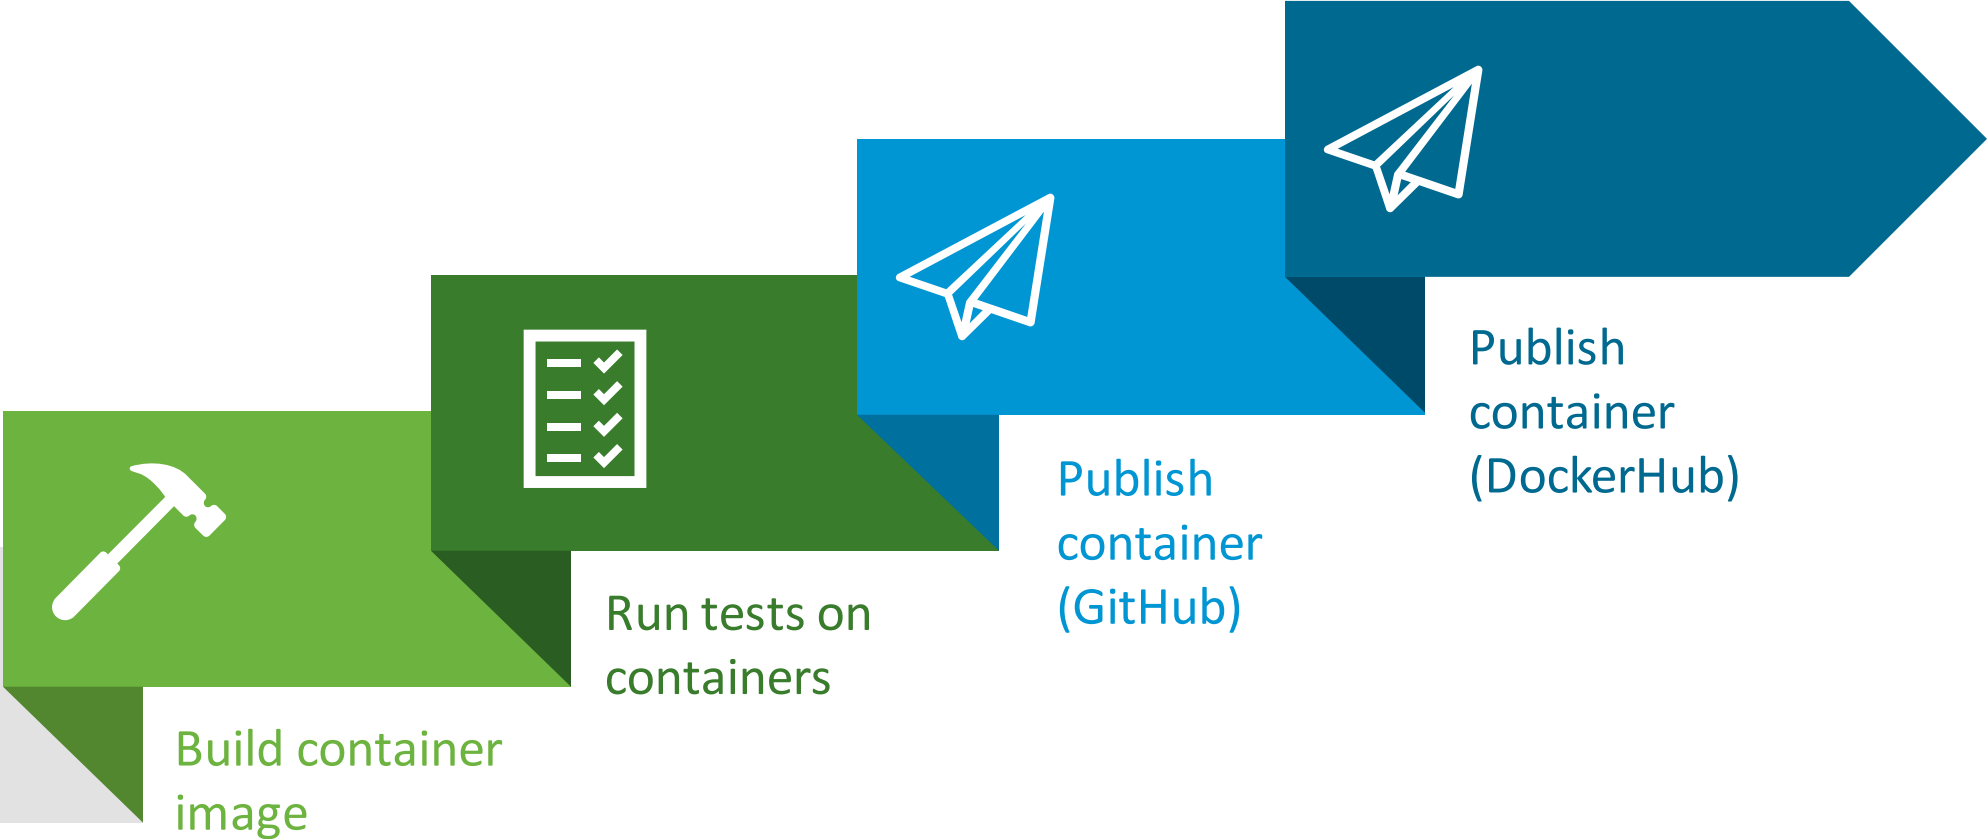 Build container
image
Run tests on
containers
Publish
container
(GitHub)
Publish
container
(DockerHub)